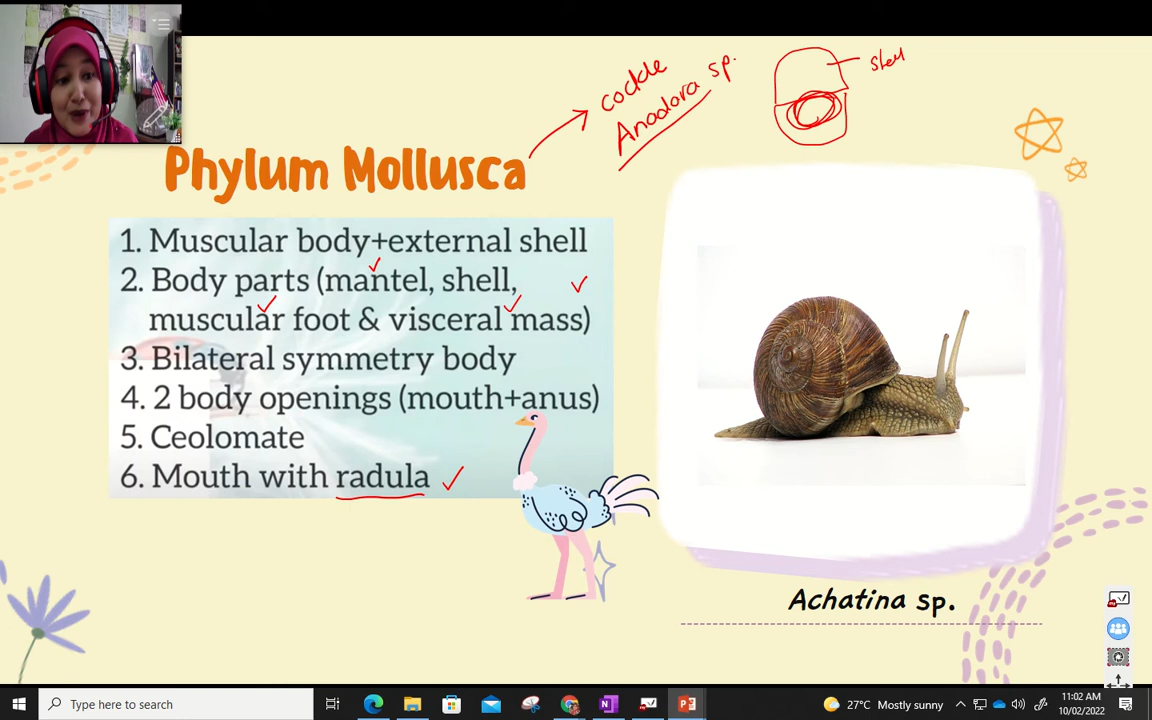 cockle
Anadara sp.
shell
Phylum Mollusca
1. Muscular body+external shell
2. Body parts (mantel, shell,
muscular foot & visceral mass)
3. Bilateral symmetry body
4. 2 body openings (mouth+anus)
5. Ceolomate
6. Mouth with radula
Achatina sp.
Type here to search
27°C Mostly sunny
11:02 AM
10/02/2022